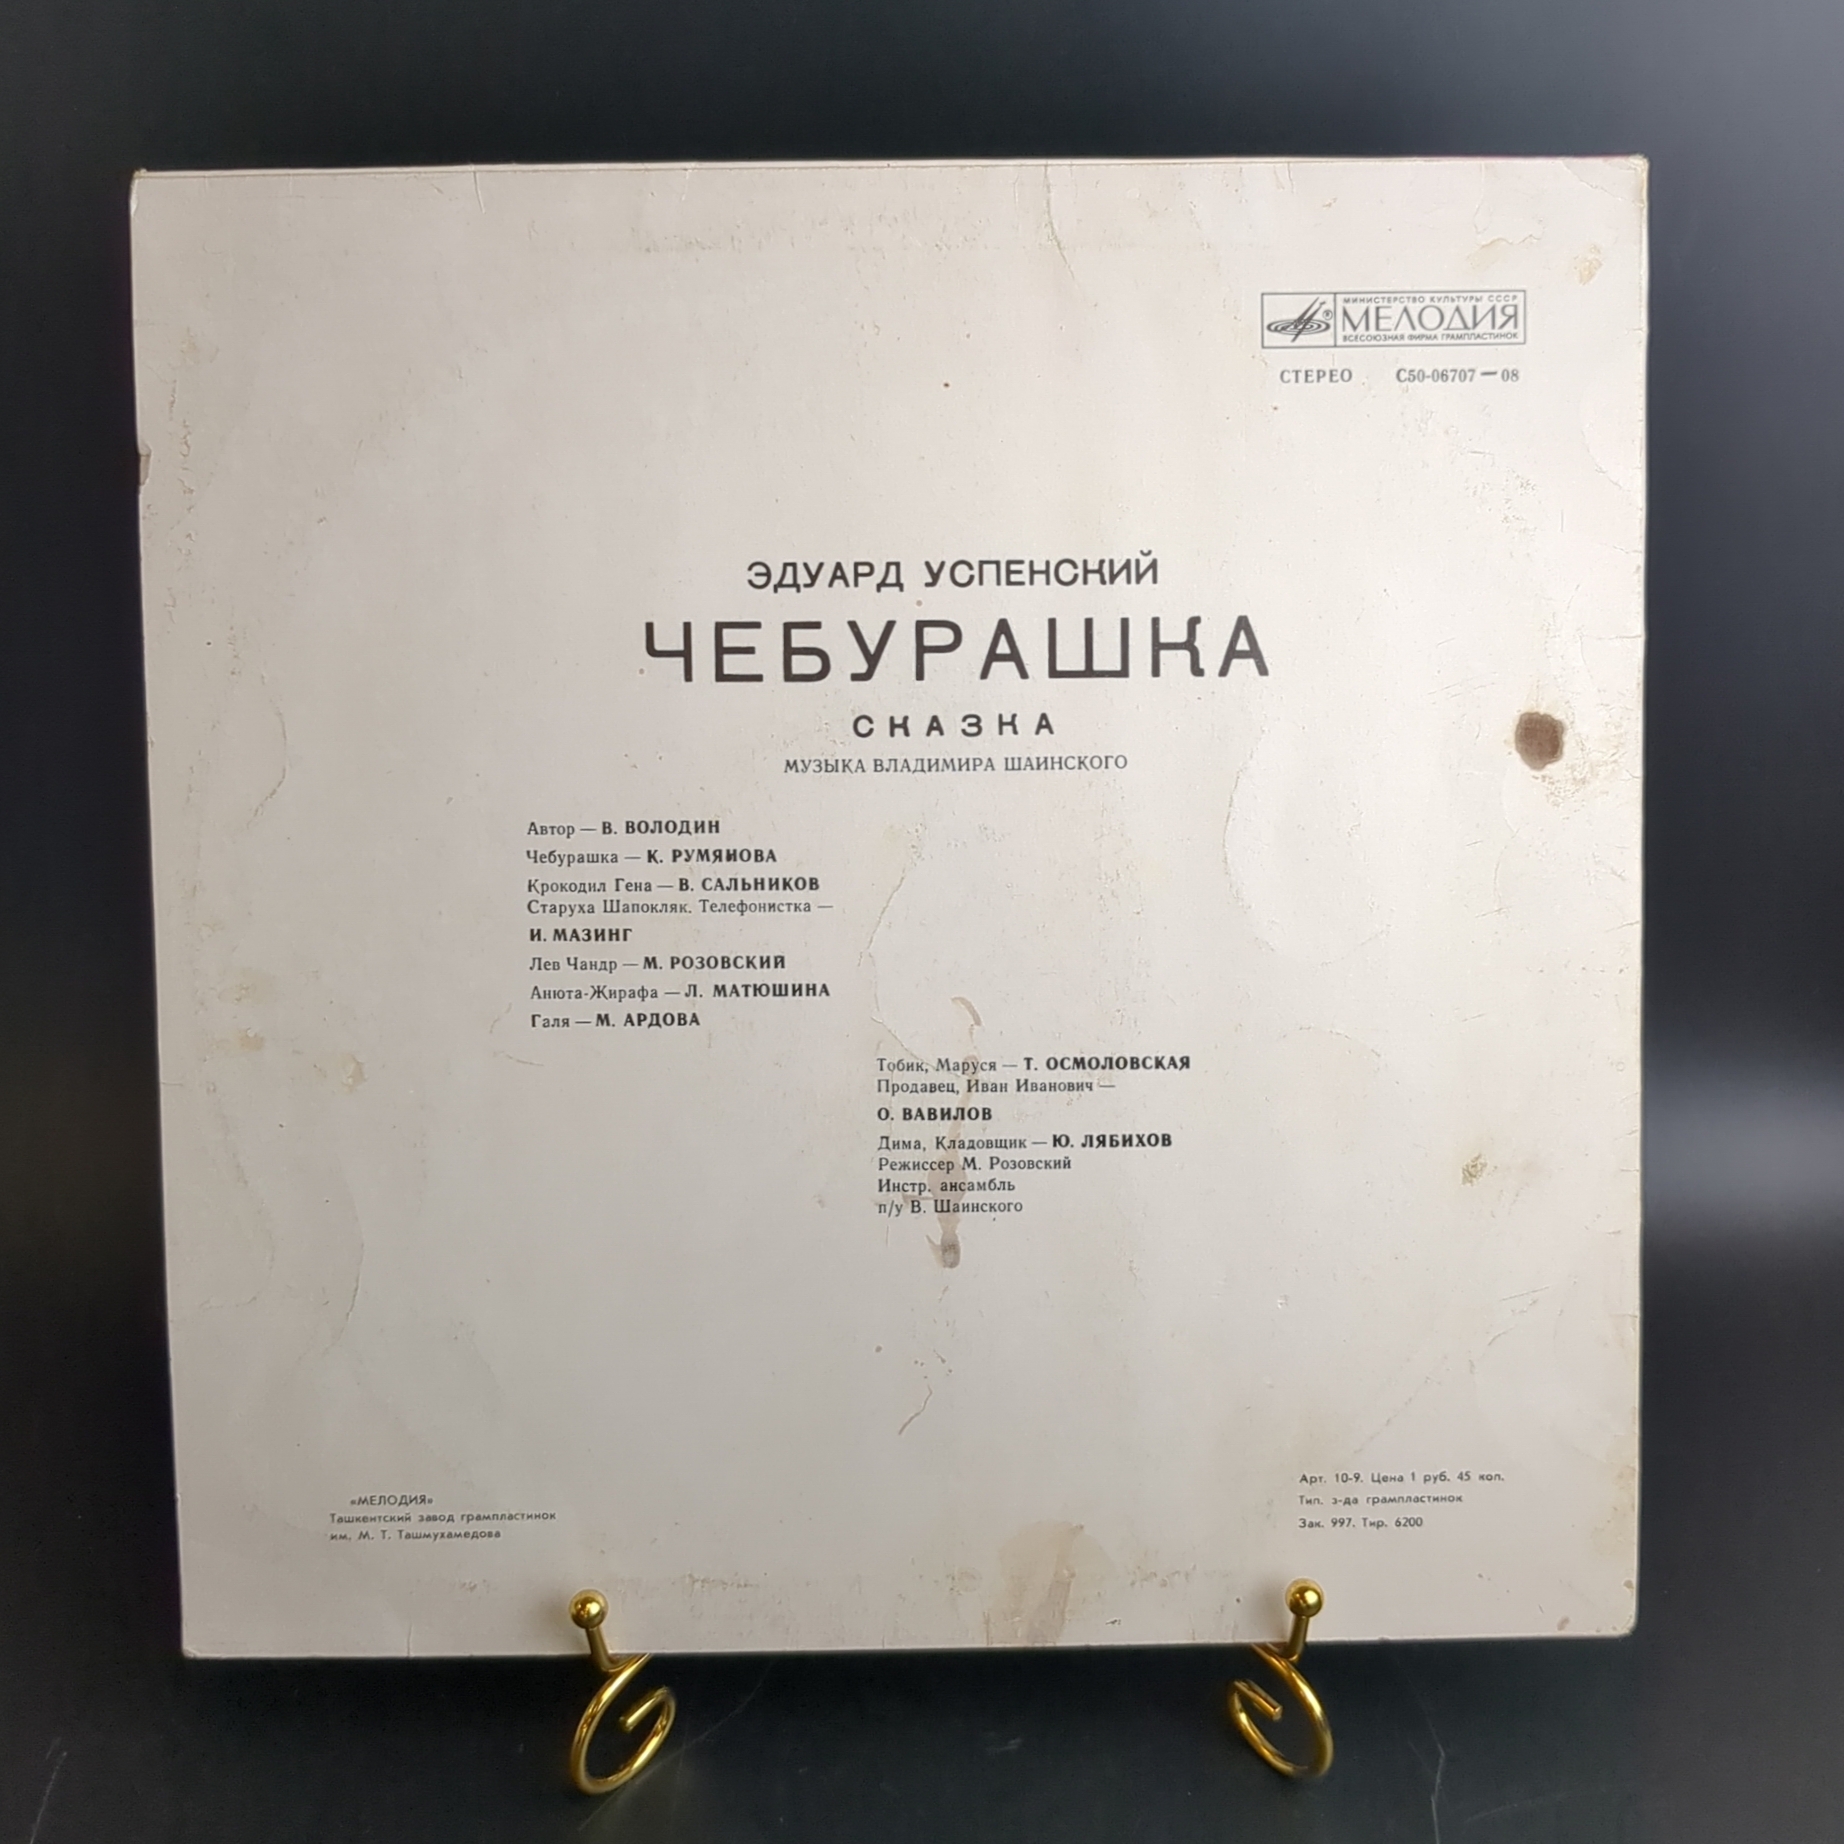 МИНИСТЕРСТВО КУЛЬТУРЫ СССР
МЕЛОДИЯ
ВСЕСОЮЗНАЯ ФИРМА ГРАМПЛАСТИНОК
СТЕРЕО С50-06707—08
ЭДУАРД УСПЕНСКИЙ
ЧЕБУРАШКА
СКАЗКА
МУЗЫКА ВЛАДИМИРА ШАИНСКОГО
Автор — В. ВОЛОДИН
Чебурашка — К. РУМЯНОВА
Крокодил Гена — В. САЛЬНИКОВ
Старуха Шапокляк. Телефонистка —
И. МАЗИНГ
Лев Чандр — М. РОЗОВСКИЙ
Анюта-Жирафа — Л. МАТЮШИНА
Галя — М. АРДОВА
Тобик, Маруся — Т. ОСМОЛОВСКАЯ
Продавец, Иван Иванович —
О. ВАВИЛОВ
Дима, Кладовщик — Ю. ЛЯБИХОВ
Режиссер М. Розовский
Инстр. ансамбль
п/у В. Шаинского
«МЕЛОДИЯ»
Ташкентский завод грампластинок
им. М. Т. Ташмухамедова
Арт. 10-9. Цена 1 руб. 45 коп.
Тип. з-да грампластинок
Зак. 997. Тир. 6200